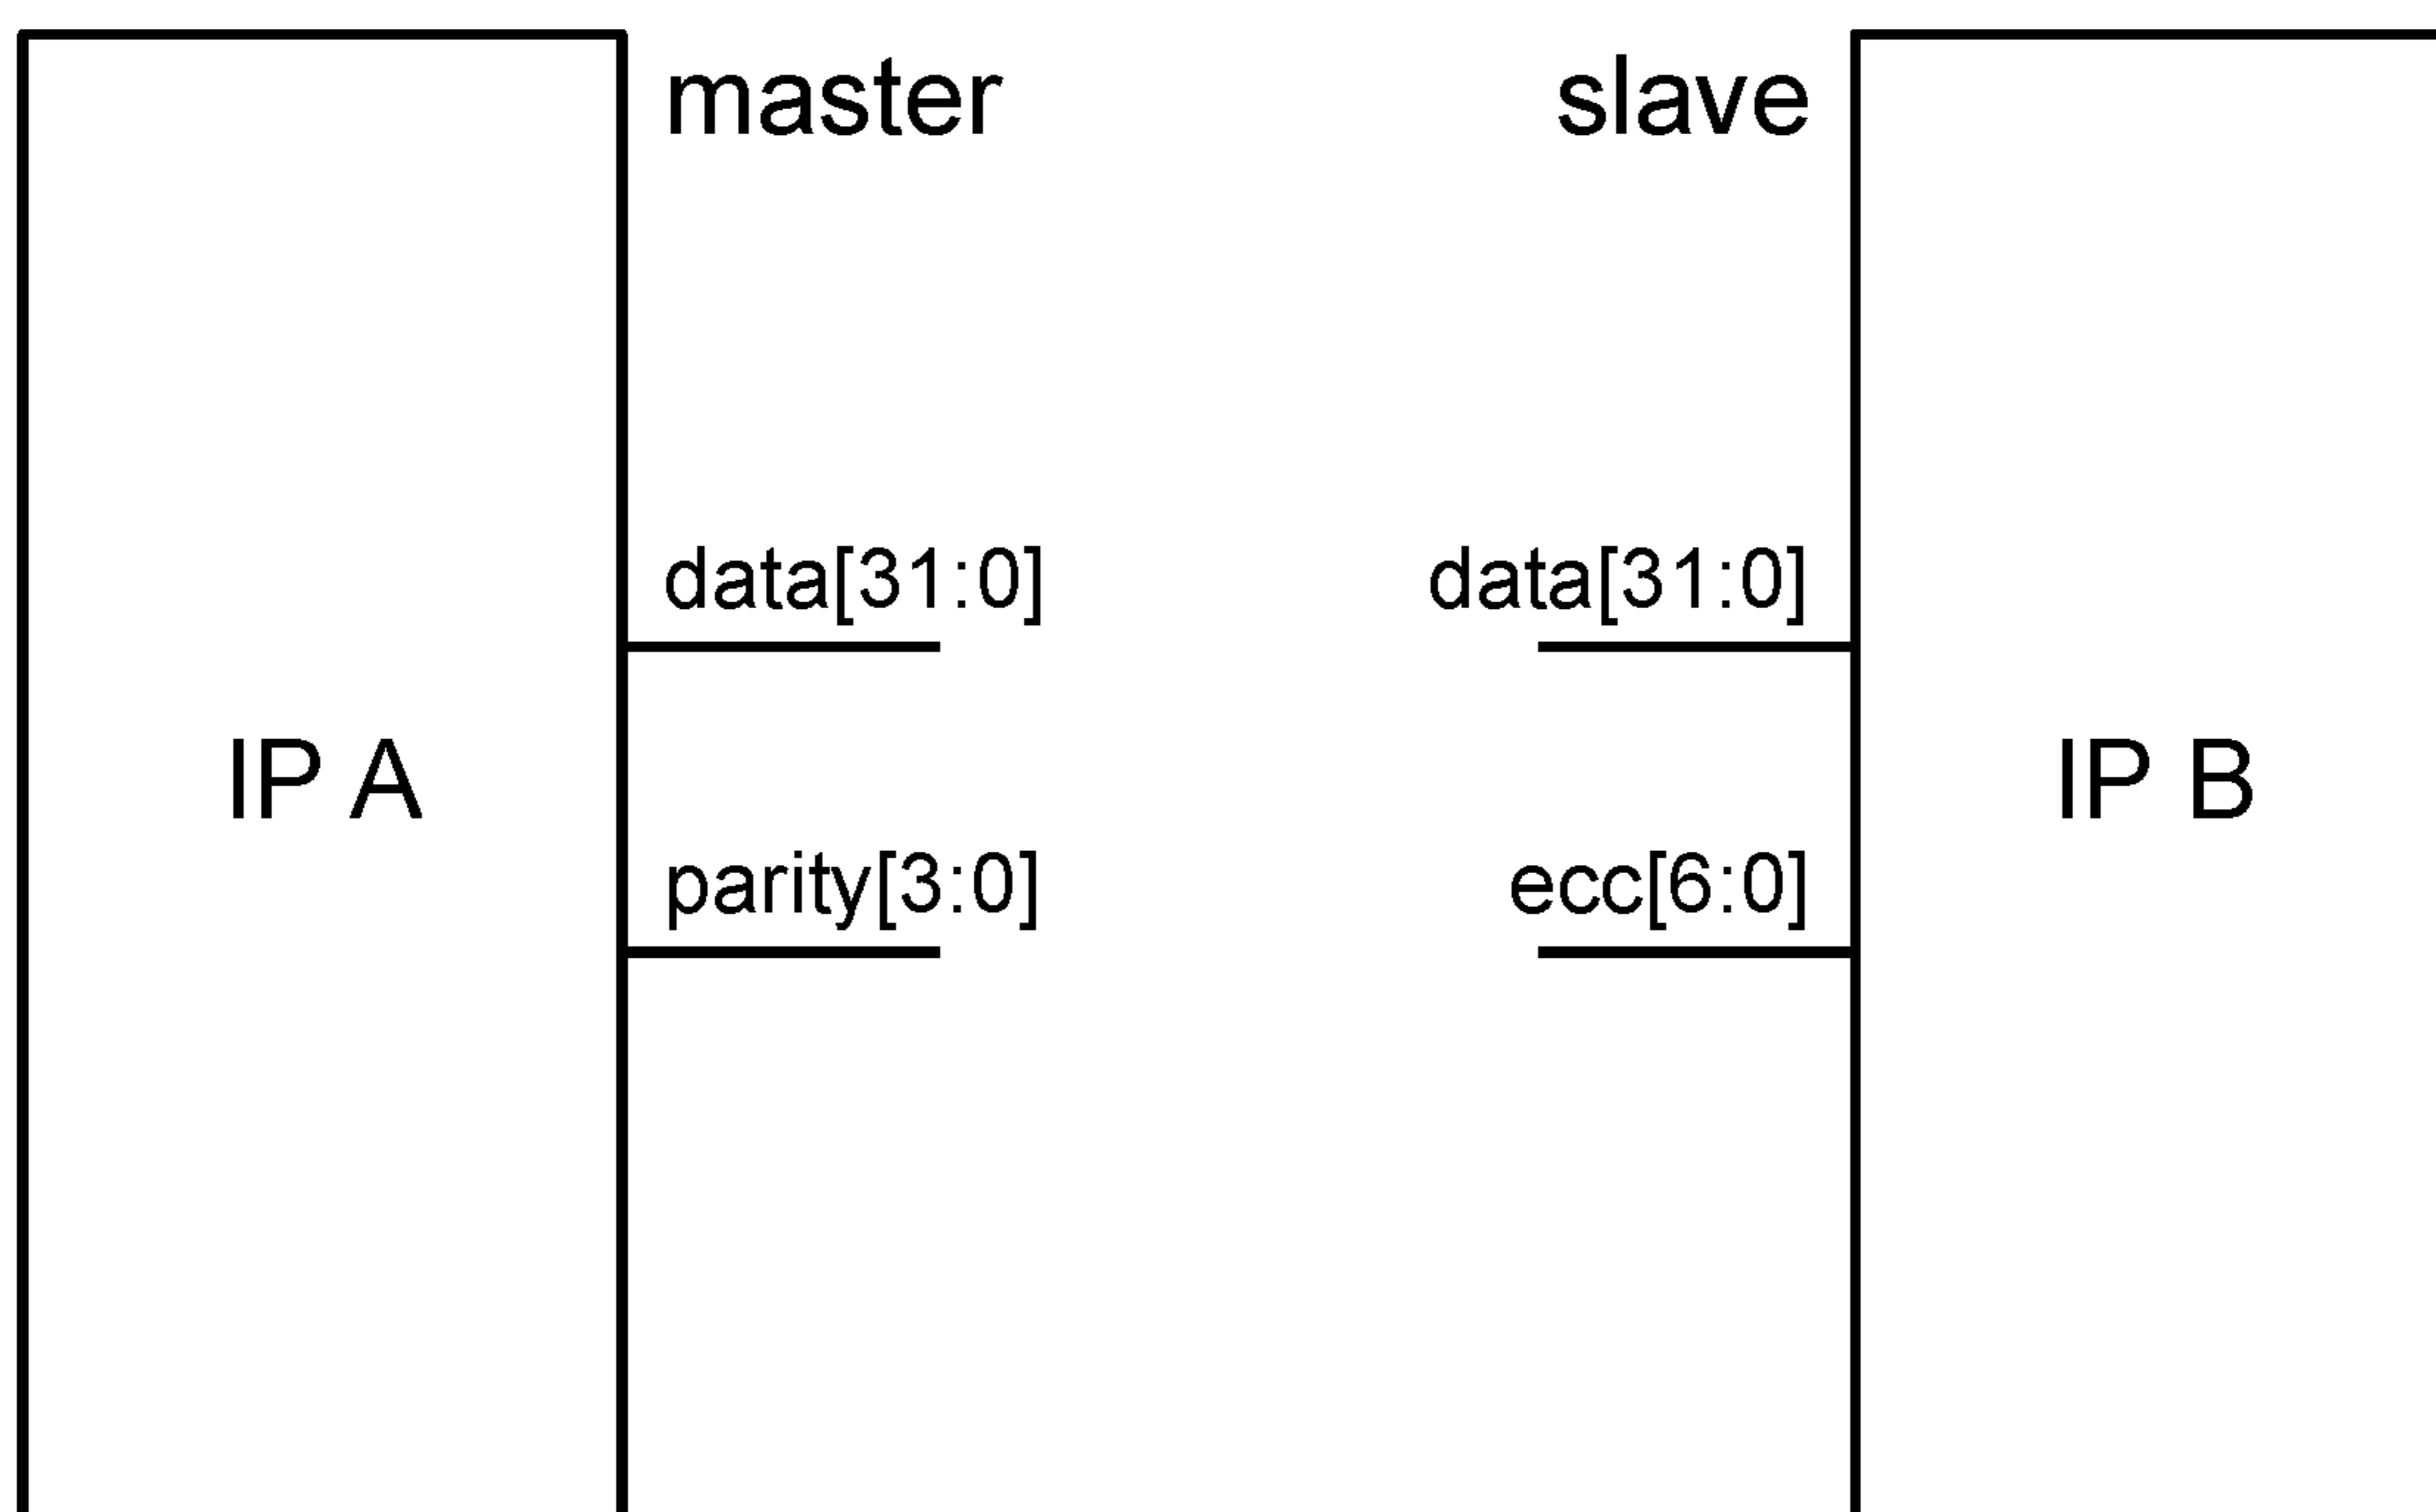 master
slave
data[31:0]
data[31:0]
IP A
IP B
parity[3:0]
ecc[6:0]